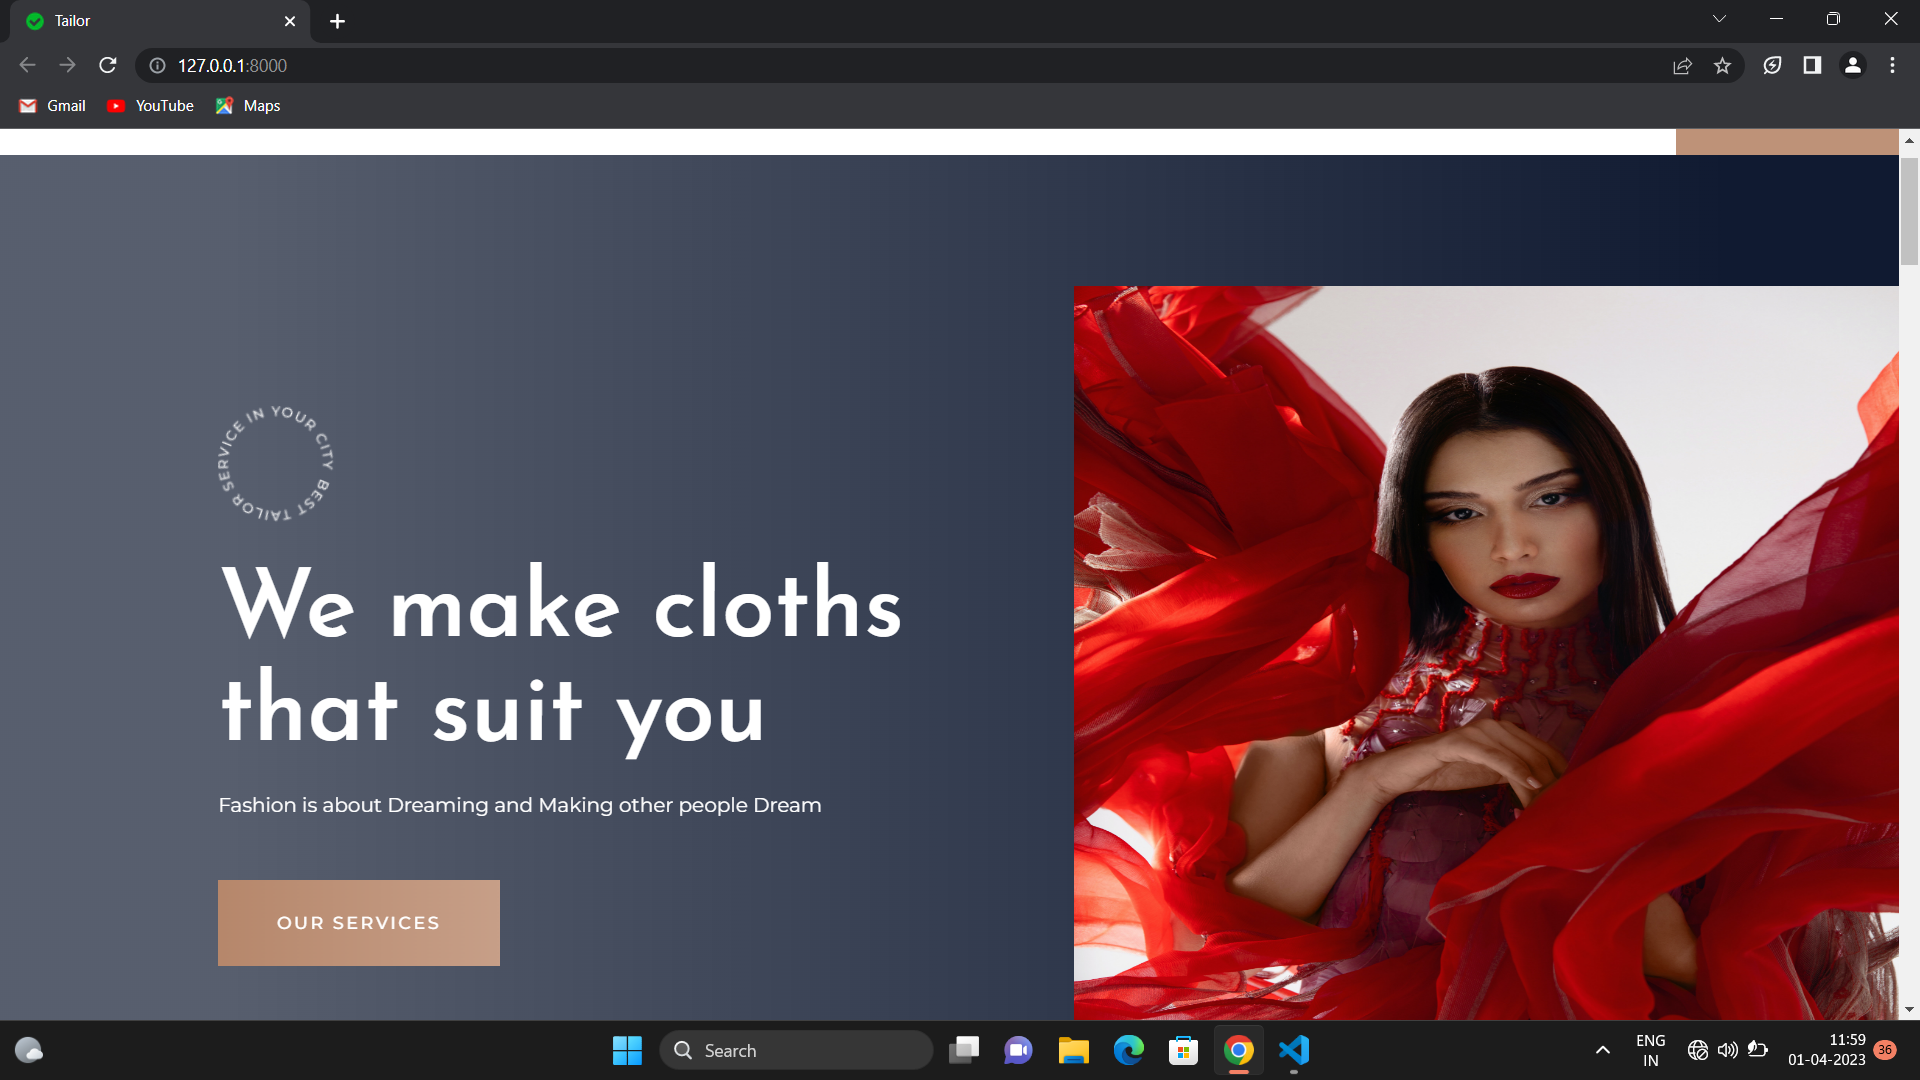 Tailor
127.0.0.1:8000
Gmail
YouTube
Maps
BEST TAILOR SERVICE IN YOUR CITY
We make cloths
that suit you
Fashion is about Dreaming and Making other people Dream
OUR SERVICES
Search
ENG
IN
11:59
01-04-2023
36